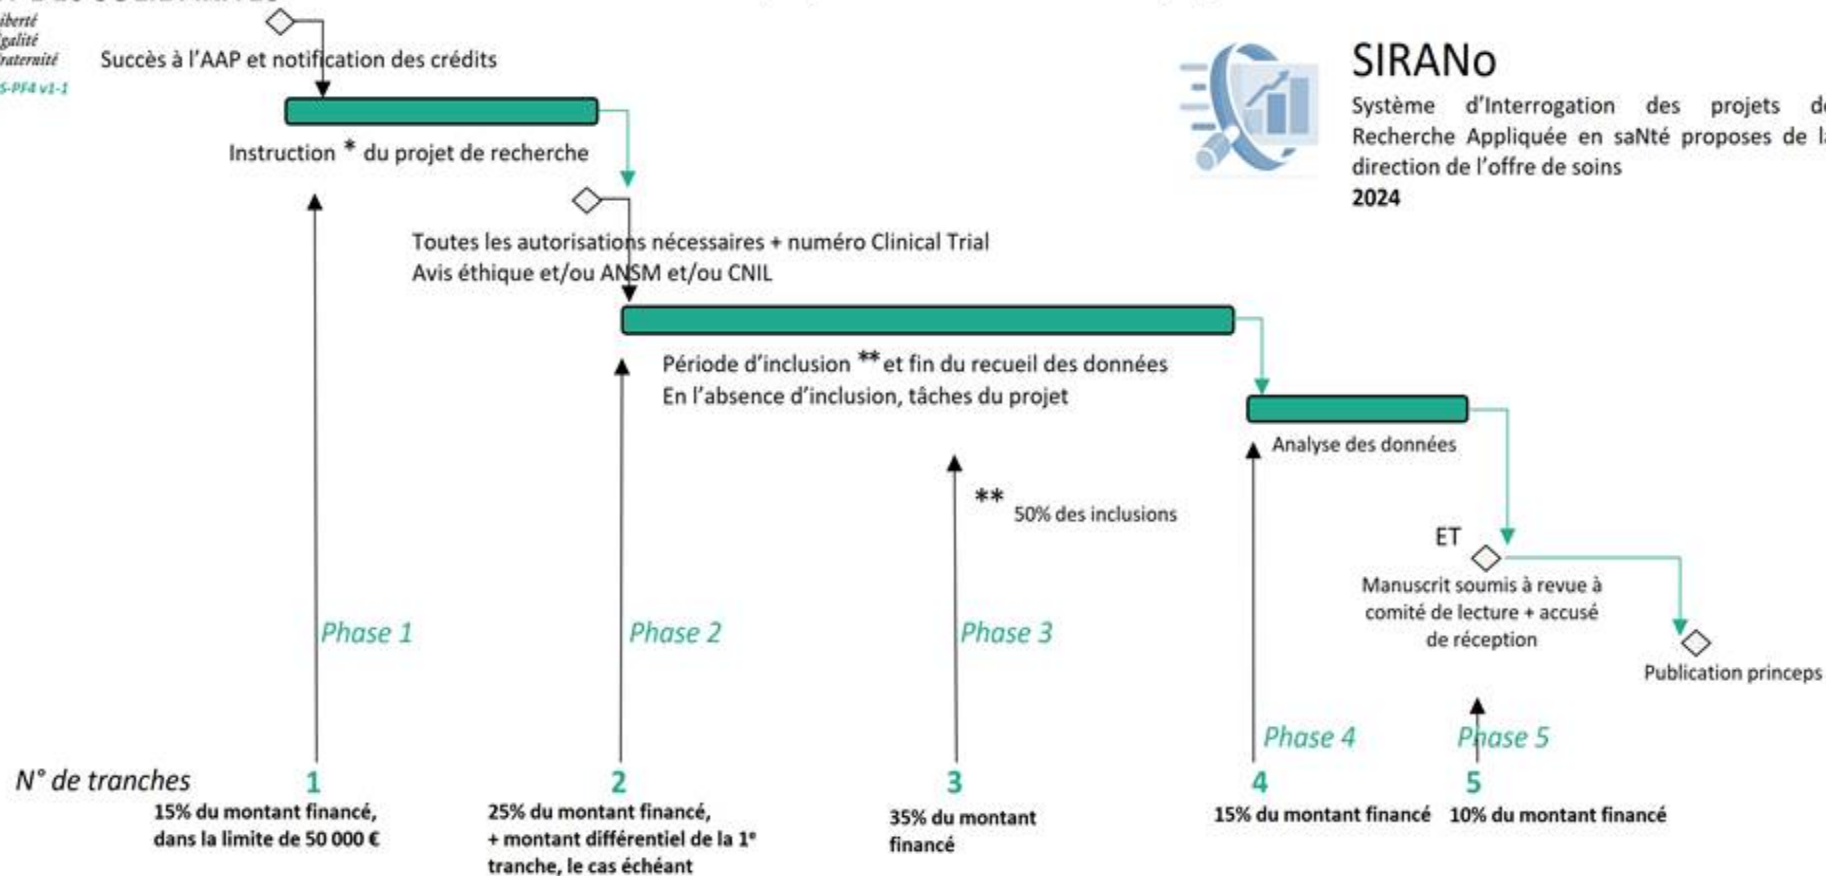 iberté
galité
raternité
S-PF4 v1-1
Succès à l'AAP et notification des crédits
SIRANo
Système d'Interrogation des projets de
Recherche Appliquée en saNté proposes de la
direction de l'offre de soins
2024
Instruction * du projet de recherche
Toutes les autorisations nécessaires + numéro Clinical Trial
Avis éthique et/ou ANSM et/ou CNIL
Période d'inclusion ** et fin du recueil des données
En l'absence d'inclusion, tâches du projet
Analyse des données
** 50% des inclusions
ET
Manuscrit soumis à revue à
comité de lecture + accusé
de réception
Publication princeps
Phase 1
Phase 2
Phase 3
Phase 4
Phase 5
N° de tranches
1
15% du montant financé,
dans la limite de 50 000 €
2
25% du montant financé,
+ montant différentiel de la 1e
tranche, le cas échéant
3
35% du montant
financé
4
15% du montant financé
5
10% du montant financé